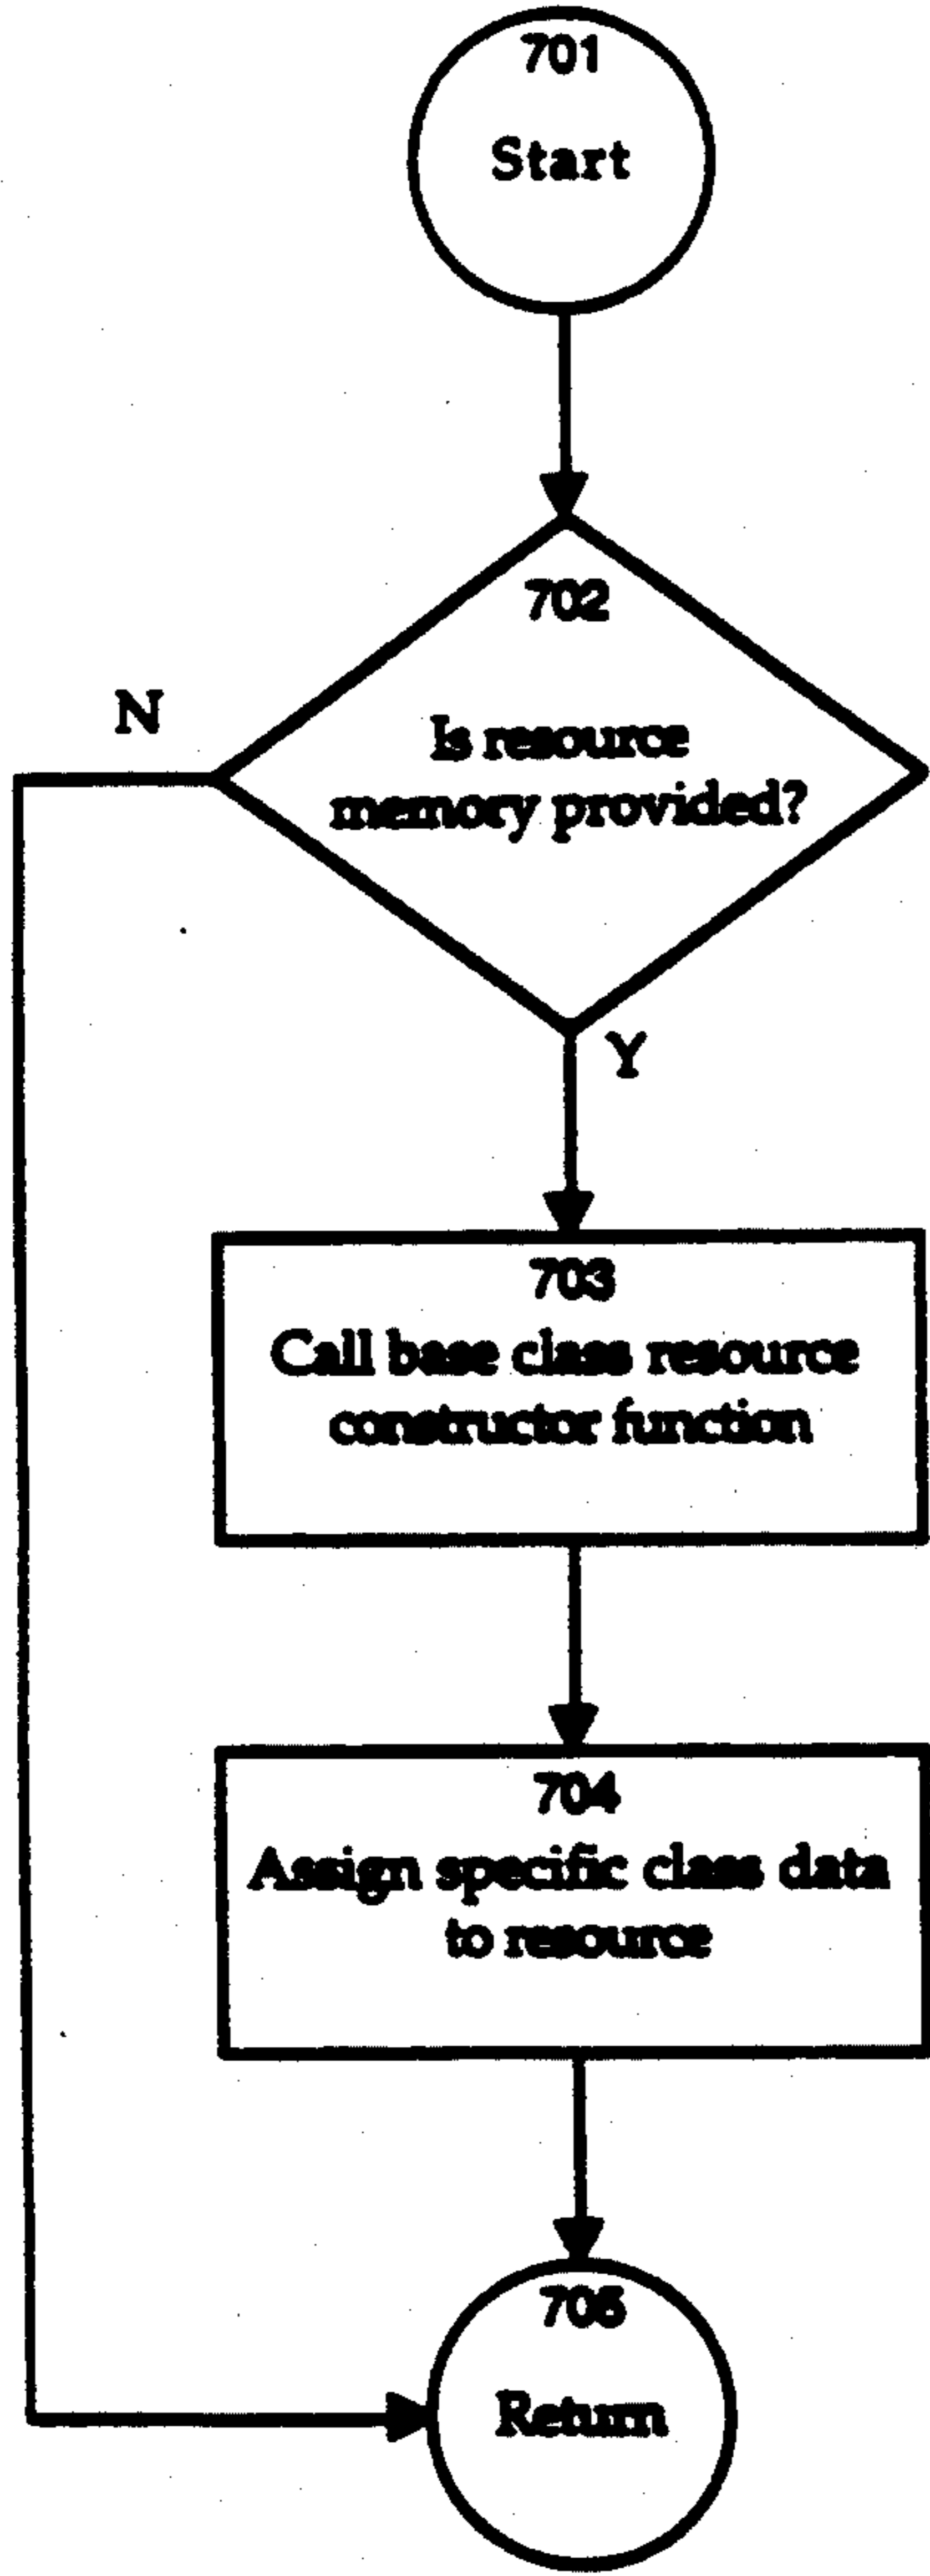 701
Start
702
N
Is resource
memory provided?
Y
703
Call base class resource
constructor function
704
Assign specific class data
to resource
705
Return